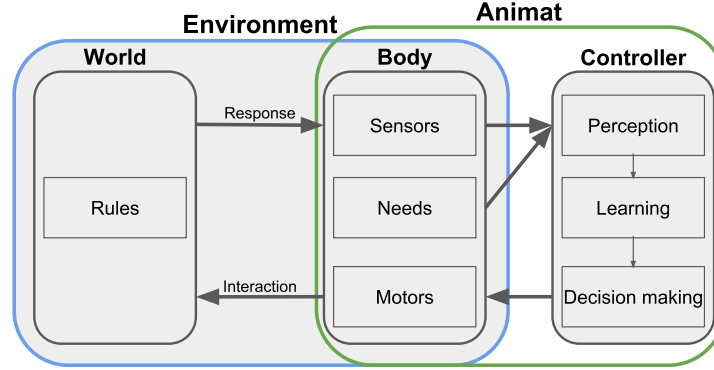 Environment
Animat
World
Body
Controller
Response
Sensors
Perception
Rules
Needs
Learning
Interaction
Motors
Decision making